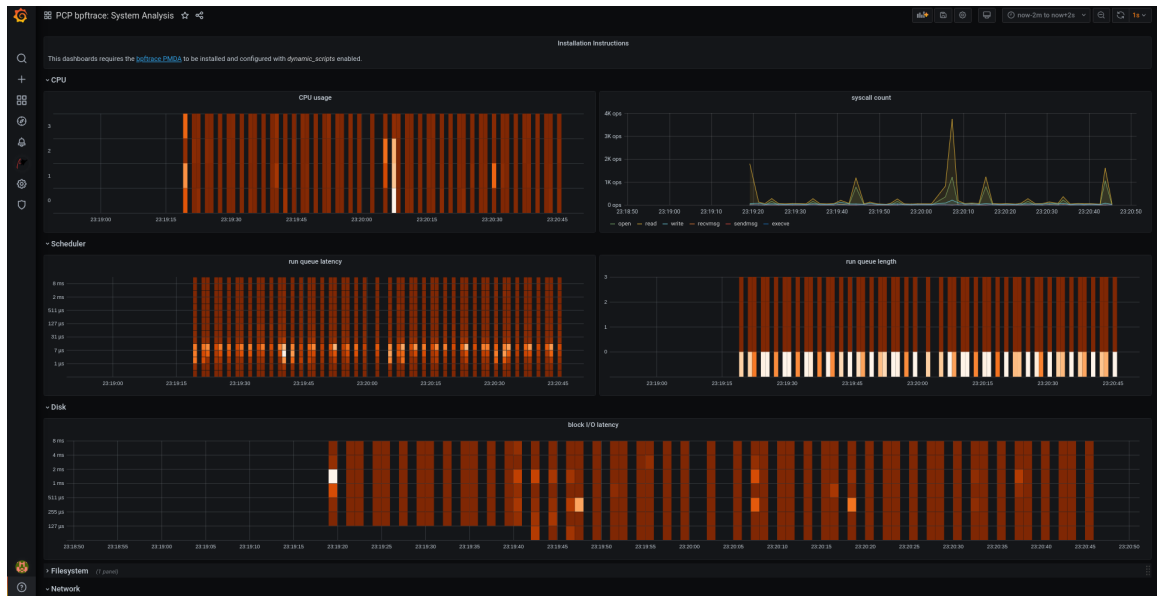 PCP bpftrace: System Analysis
now-2m to now+2s
1s
Installation Instructions
This dashboards requires the bpftrace PMDA to be installed and configured with dynamic_scripts enabled.
CPU
CPU usage
3
2
1
0
23:19:00 23:19:15 23:19:30 23:19:45 23:20:00 23:20:15 23:20:30 23:20:45
syscall count
4K ops
3K ops
2K ops
1K ops
0 ops
23:18:50 23:19:00 23:19:10 23:19:20 23:19:30 23:19:40 23:19:50 23:20:00 23:20:10 23:20:20 23:20:30 23:20:40 23:20:50
open read write recvmsg sendmsg execve
Scheduler
run queue latency
8 ms
2 ms
511 µs
127 µs
31 µs
7 µs
1 µs
23:19:00 23:19:15 23:19:30 23:19:45 23:20:00 23:20:15 23:20:30 23:20:45
run queue length
3
2
1
0
23:19:00 23:19:15 23:19:30 23:19:45 23:20:00 23:20:15 23:20:30 23:20:45
Disk
block I/O latency
8 ms
4 ms
2 ms
1 ms
511 µs
255 µs
127 µs
23:18:50 23:18:55 23:19:00 23:19:05 23:19:10 23:19:15 23:19:20 23:19:25 23:19:30 23:19:35 23:19:40 23:19:45 23:19:50 23:19:55 23:20:00 23:20:05 23:20:10 23:20:15 23:20:20 23:20:25 23:20:30 23:20:35 23:20:40 23:20:45 23:20:50
Filesystem (1 panel)
Network